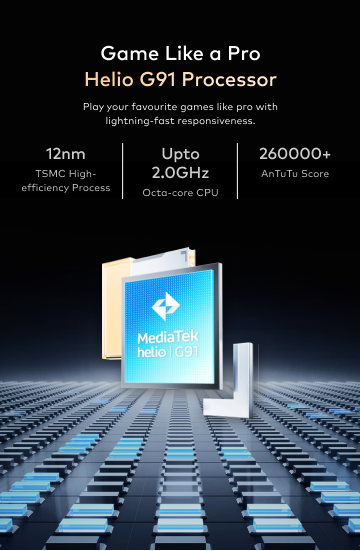 Game Like a Pro
Helio G91 Processor
Play your favourite games like pro with
lightning-fast responsiveness.
12nm
TSMC High-
efficiency Process
Upto
2.0GHz
Octa-core CPU
260000+
AnTuTu Score
MediaTek
helio | G91